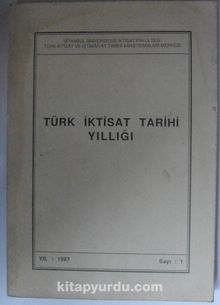 İSTANBUL ÜNİVERSİTESİ İKTİSAT FAKÜLTESİ
TÜRK İKTİSAT VE İÇTİMAİYAT TARİHİ ARAŞTIRMALARI MERKEZİ
TÜRK İKTİSAT TARİHİ
YILLIĞI
YIL : 1987
Sayı : 1
kitapyurdu.com